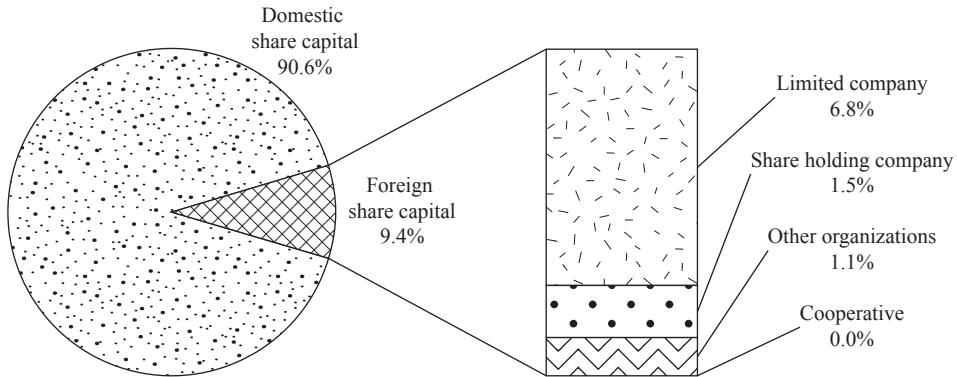 Domestic
share capital
90.6%
Foreign
share capital
9.4%
Limited company
6.8%
Share holding company
1.5%
Other organizations
1.1%
Cooperative
0.0%